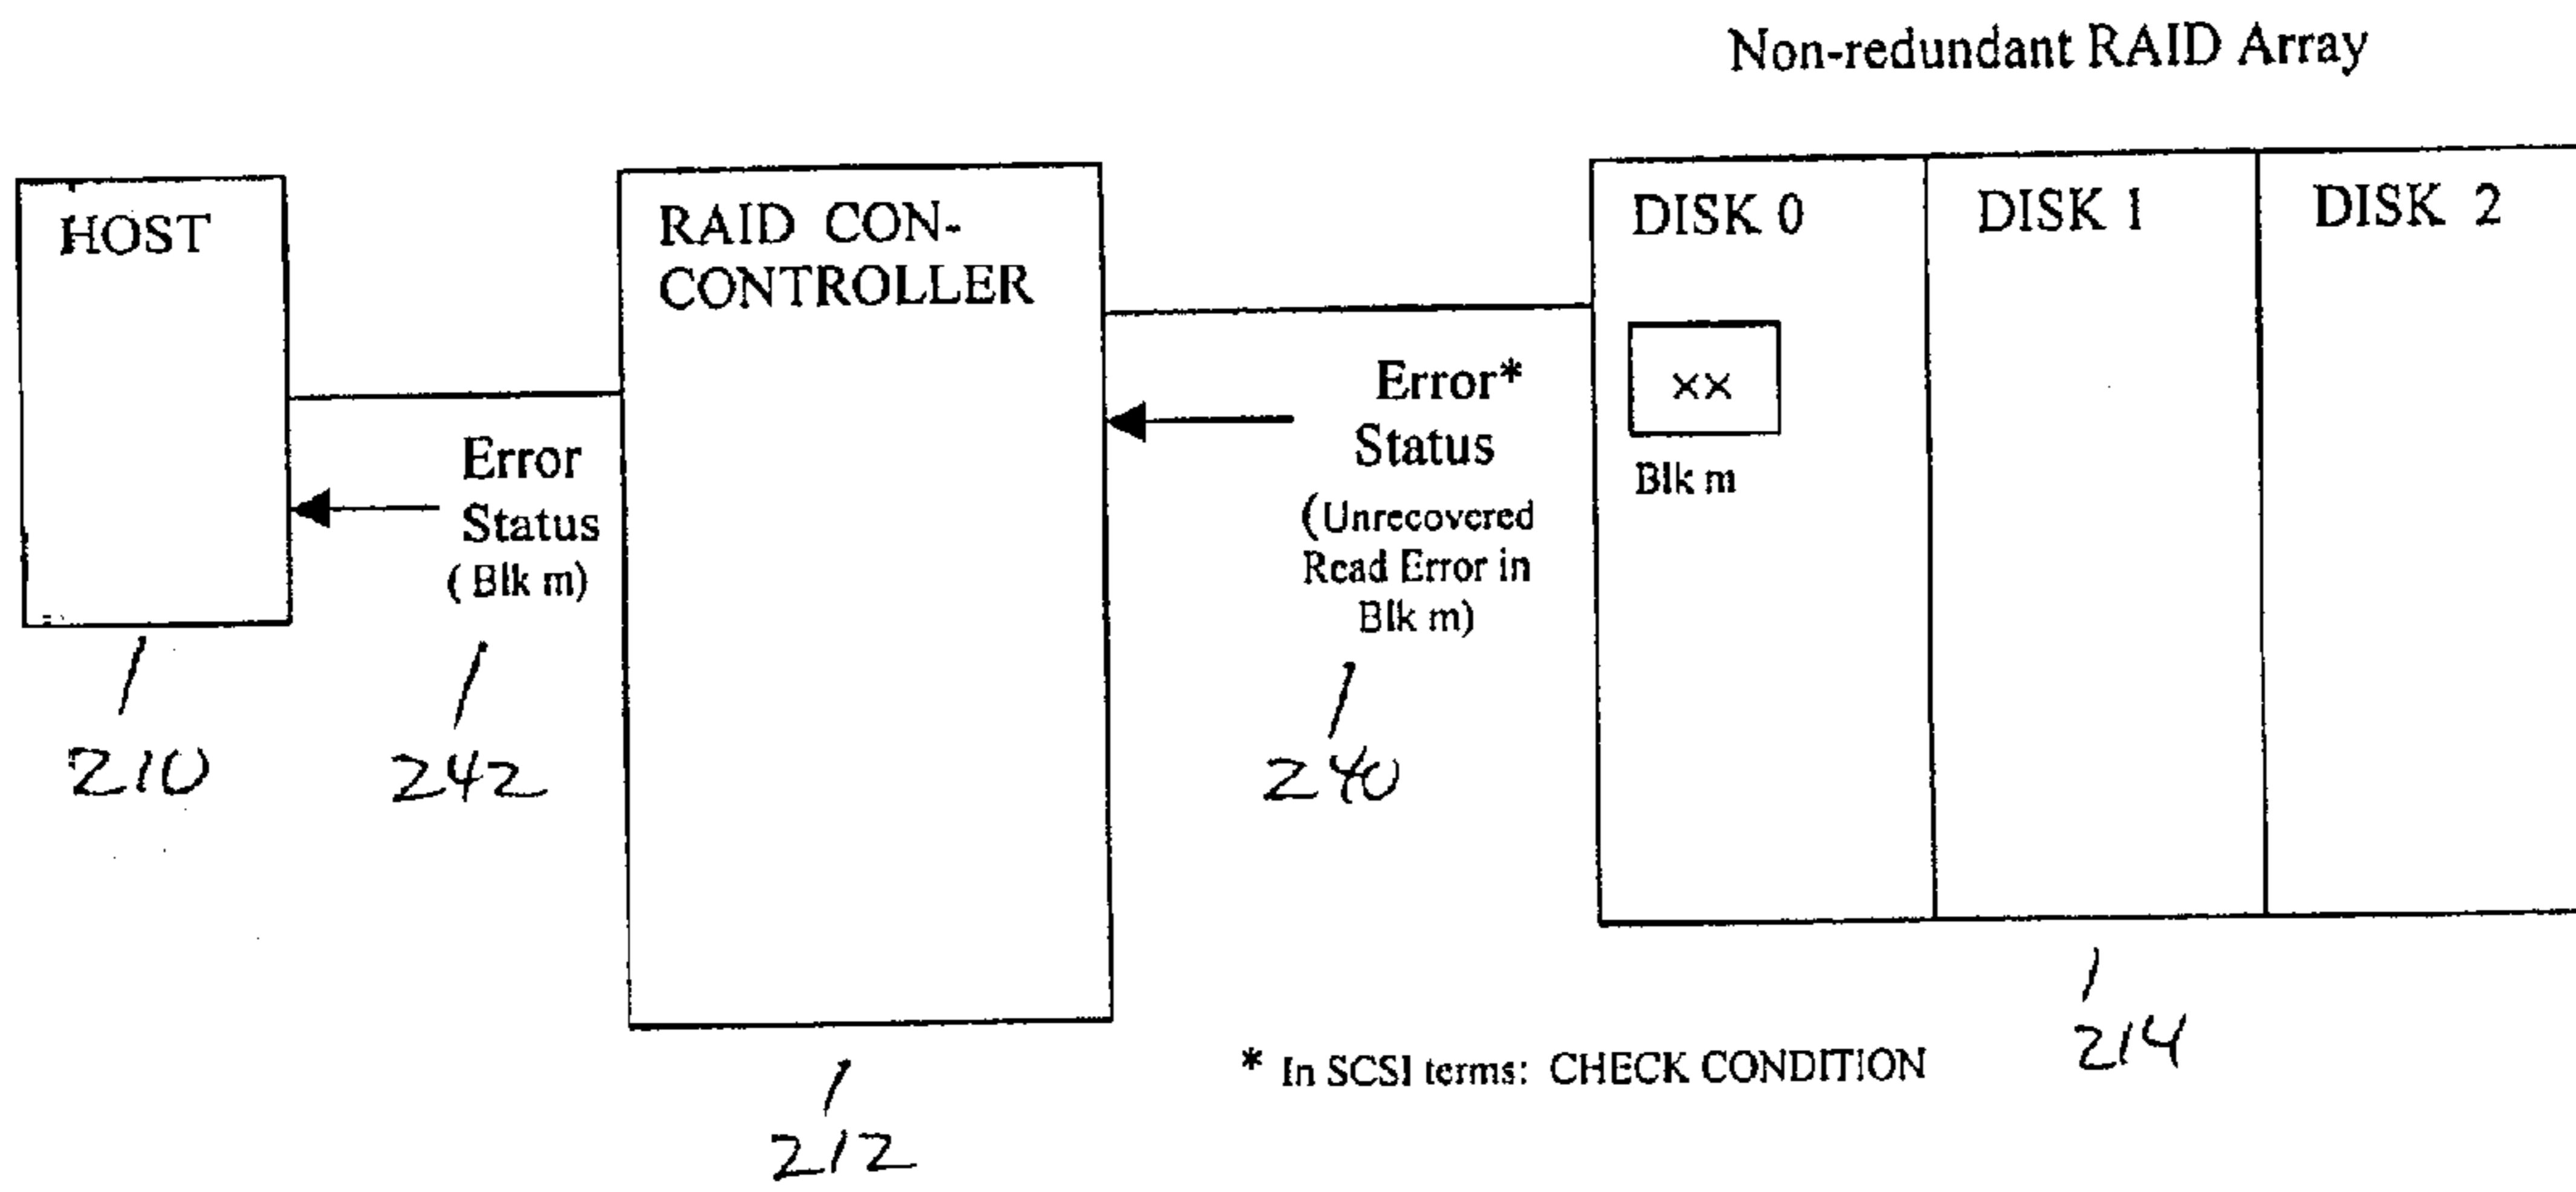 Non-redundant RAID Array
HOST
RAID CON-
CONTROLLER
DISK 0
DISK 1
DISK 2
xx
Blk m
Error*
Status
(Unrecovered
Read Error in
Blk m)
Error
Status
( Blk m)
210
242
240
214
* In SCSI terms: CHECK CONDITION
212